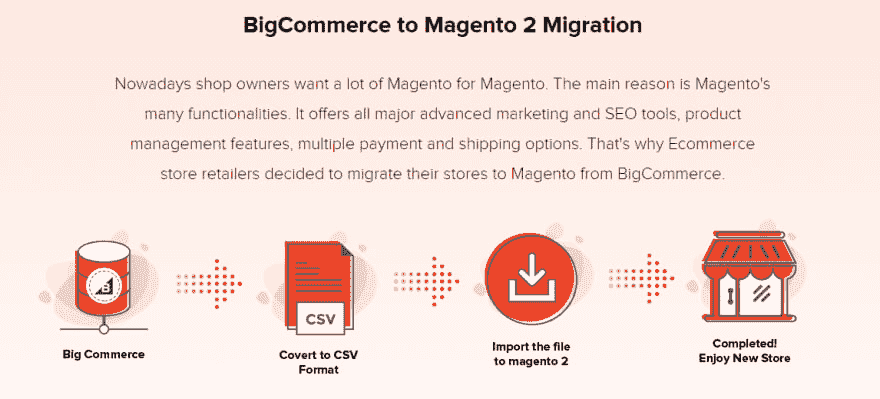 BigCommerce to Magento 2 Migration
Nowadays shop owners want a lot of Magento for Magento. The main reason is Magento's
many functionalities. It offers all major advanced marketing and SEO tools, product
management features, multiple payment and shipping options. That's why Ecommerce
store retailers decided to migrate their stores to Magento from BigCommerce.
CSV
Big Commerce
Covert to CSV
Format
Import the file
to magento 2
Completed!
Enjoy New Store